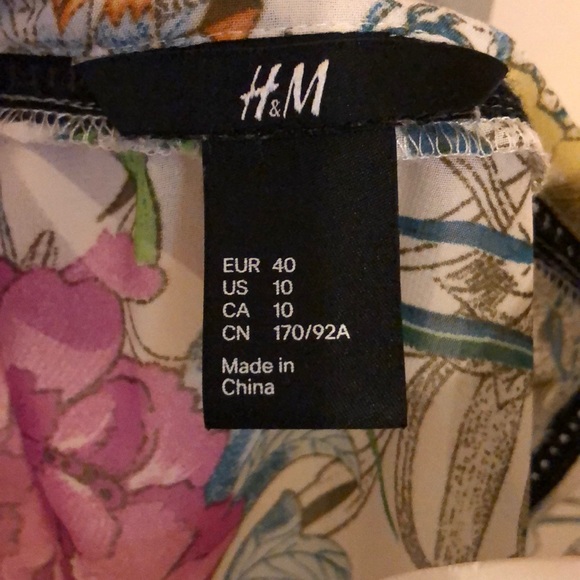 H&M
EUR 40
US 10
CA 10
CN 170/92A
Made in
China